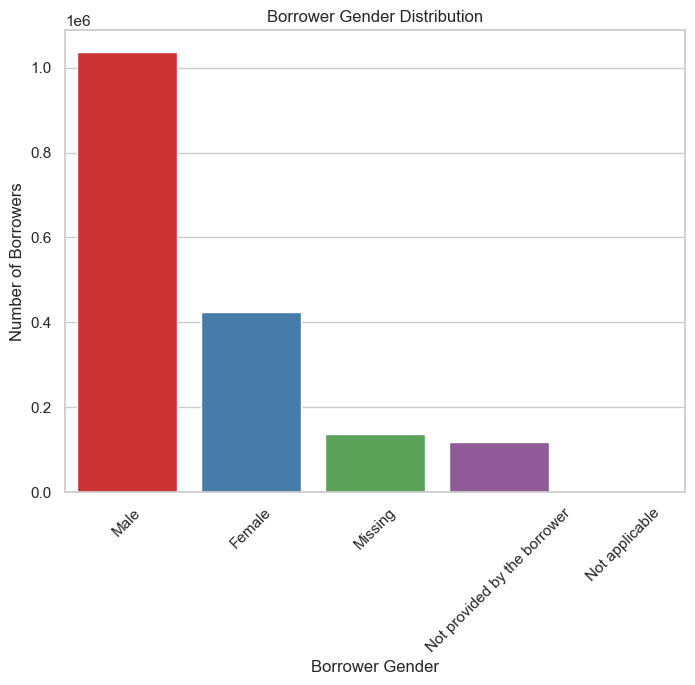 Borrower Gender Distribution
1e6
1.0
0.8
0.6
0.4
0.2
0.0
Number of Borrowers
Male
Female
Missing
Not provided by the borrower
Not applicable
Borrower Gender